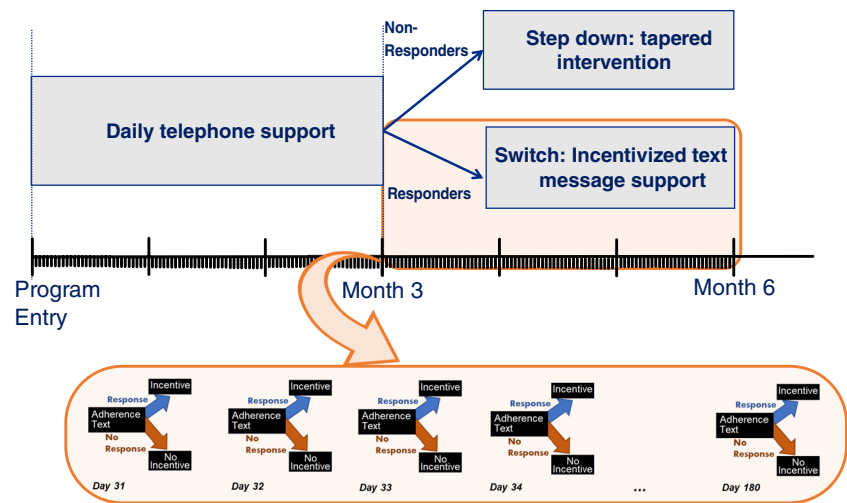 Non-
Responders
Step down: tapered
intervention
Daily telephone support
Switch: Incentivized text
message support
Responders
Program
Entry
Month 3
Month 6
Incentive
Response
Adherence
Text
No
Response
No
Incentive
Day 31
Incentive
Response
Adherence
Text
No
Response
No
Incentive
Day 32
Incentive
Response
Adherence
Text
No
Response
No
Incentive
Day 33
Incentive
Response
Adherence
Text
No
Response
No
Incentive
Day 34
...
Incentive
Response
Adherence
Text
No
Response
No
Incentive
Day 180